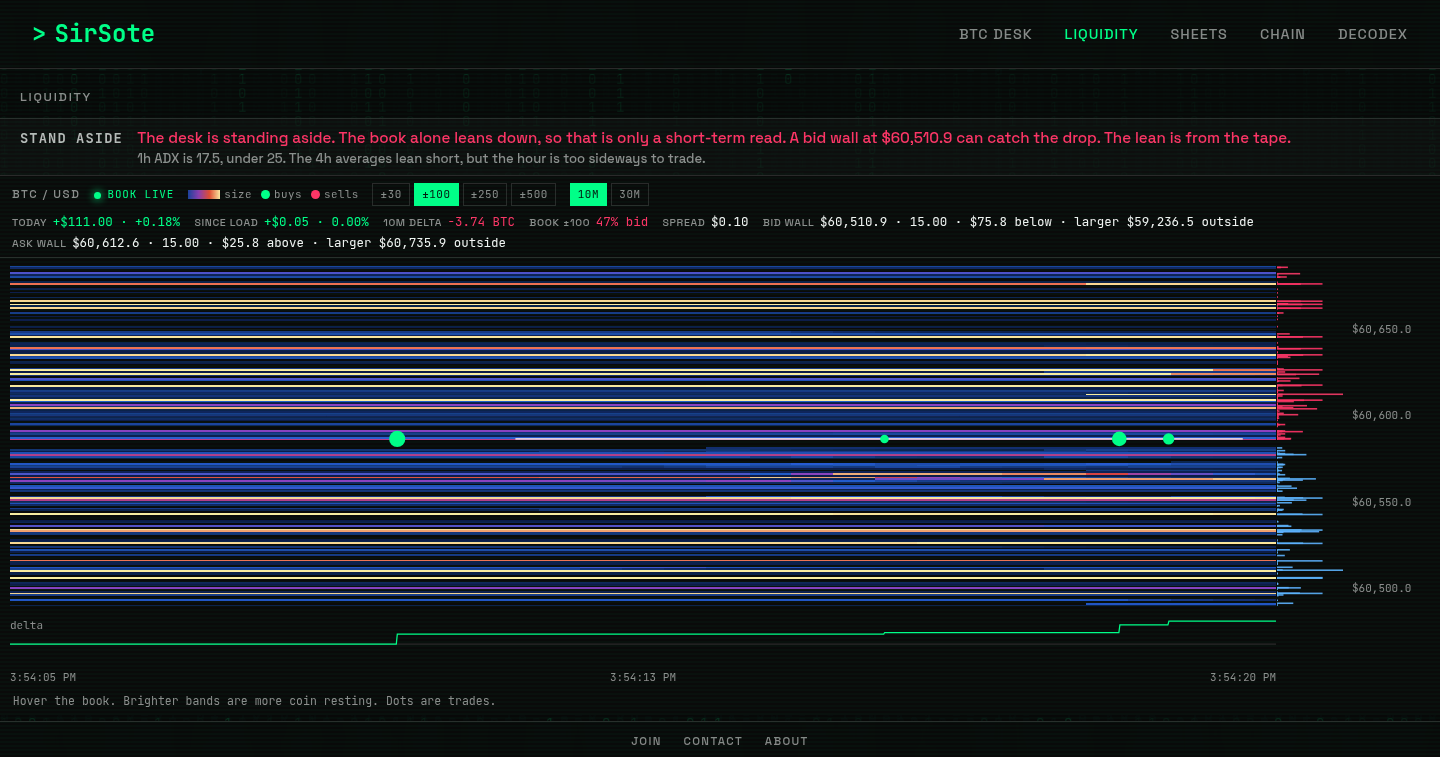 > SirSote
BTC DESK LIQUIDITY SHEETS CHAIN DECODEX
LIQUIDITY
STAND ASIDE The desk is standing aside. The book alone leans down, so that is only a short-term read. A bid wall at $60,510.9 can catch the drop. The lean is from the tape.
1h ADX is 17.5, under 25. The 4h averages lean short, but the hour is too sideways to trade.
BTC / USD BOOK LIVE size buys sells ±30 ±100 ±250 ±500 10M 30M
TODAY +$111.00 · +0.18% SINCE LOAD +$0.05 · 0.00% 10M DELTA -3.74 BTC BOOK ±100 47% bid SPREAD $0.10 BID WALL $60,510.9 · 15.00 · $75.8 below · larger $59,236.5 outside
ASK WALL $60,612.6 · 15.00 · $25.8 above · larger $60,735.9 outside
$60,650.0
$60,600.0
$60,550.0
$60,500.0
delta
3:54:05 PM 3:54:13 PM 3:54:20 PM
Hover the book. Brighter bands are more coin resting. Dots are trades.
JOIN CONTACT ABOUT